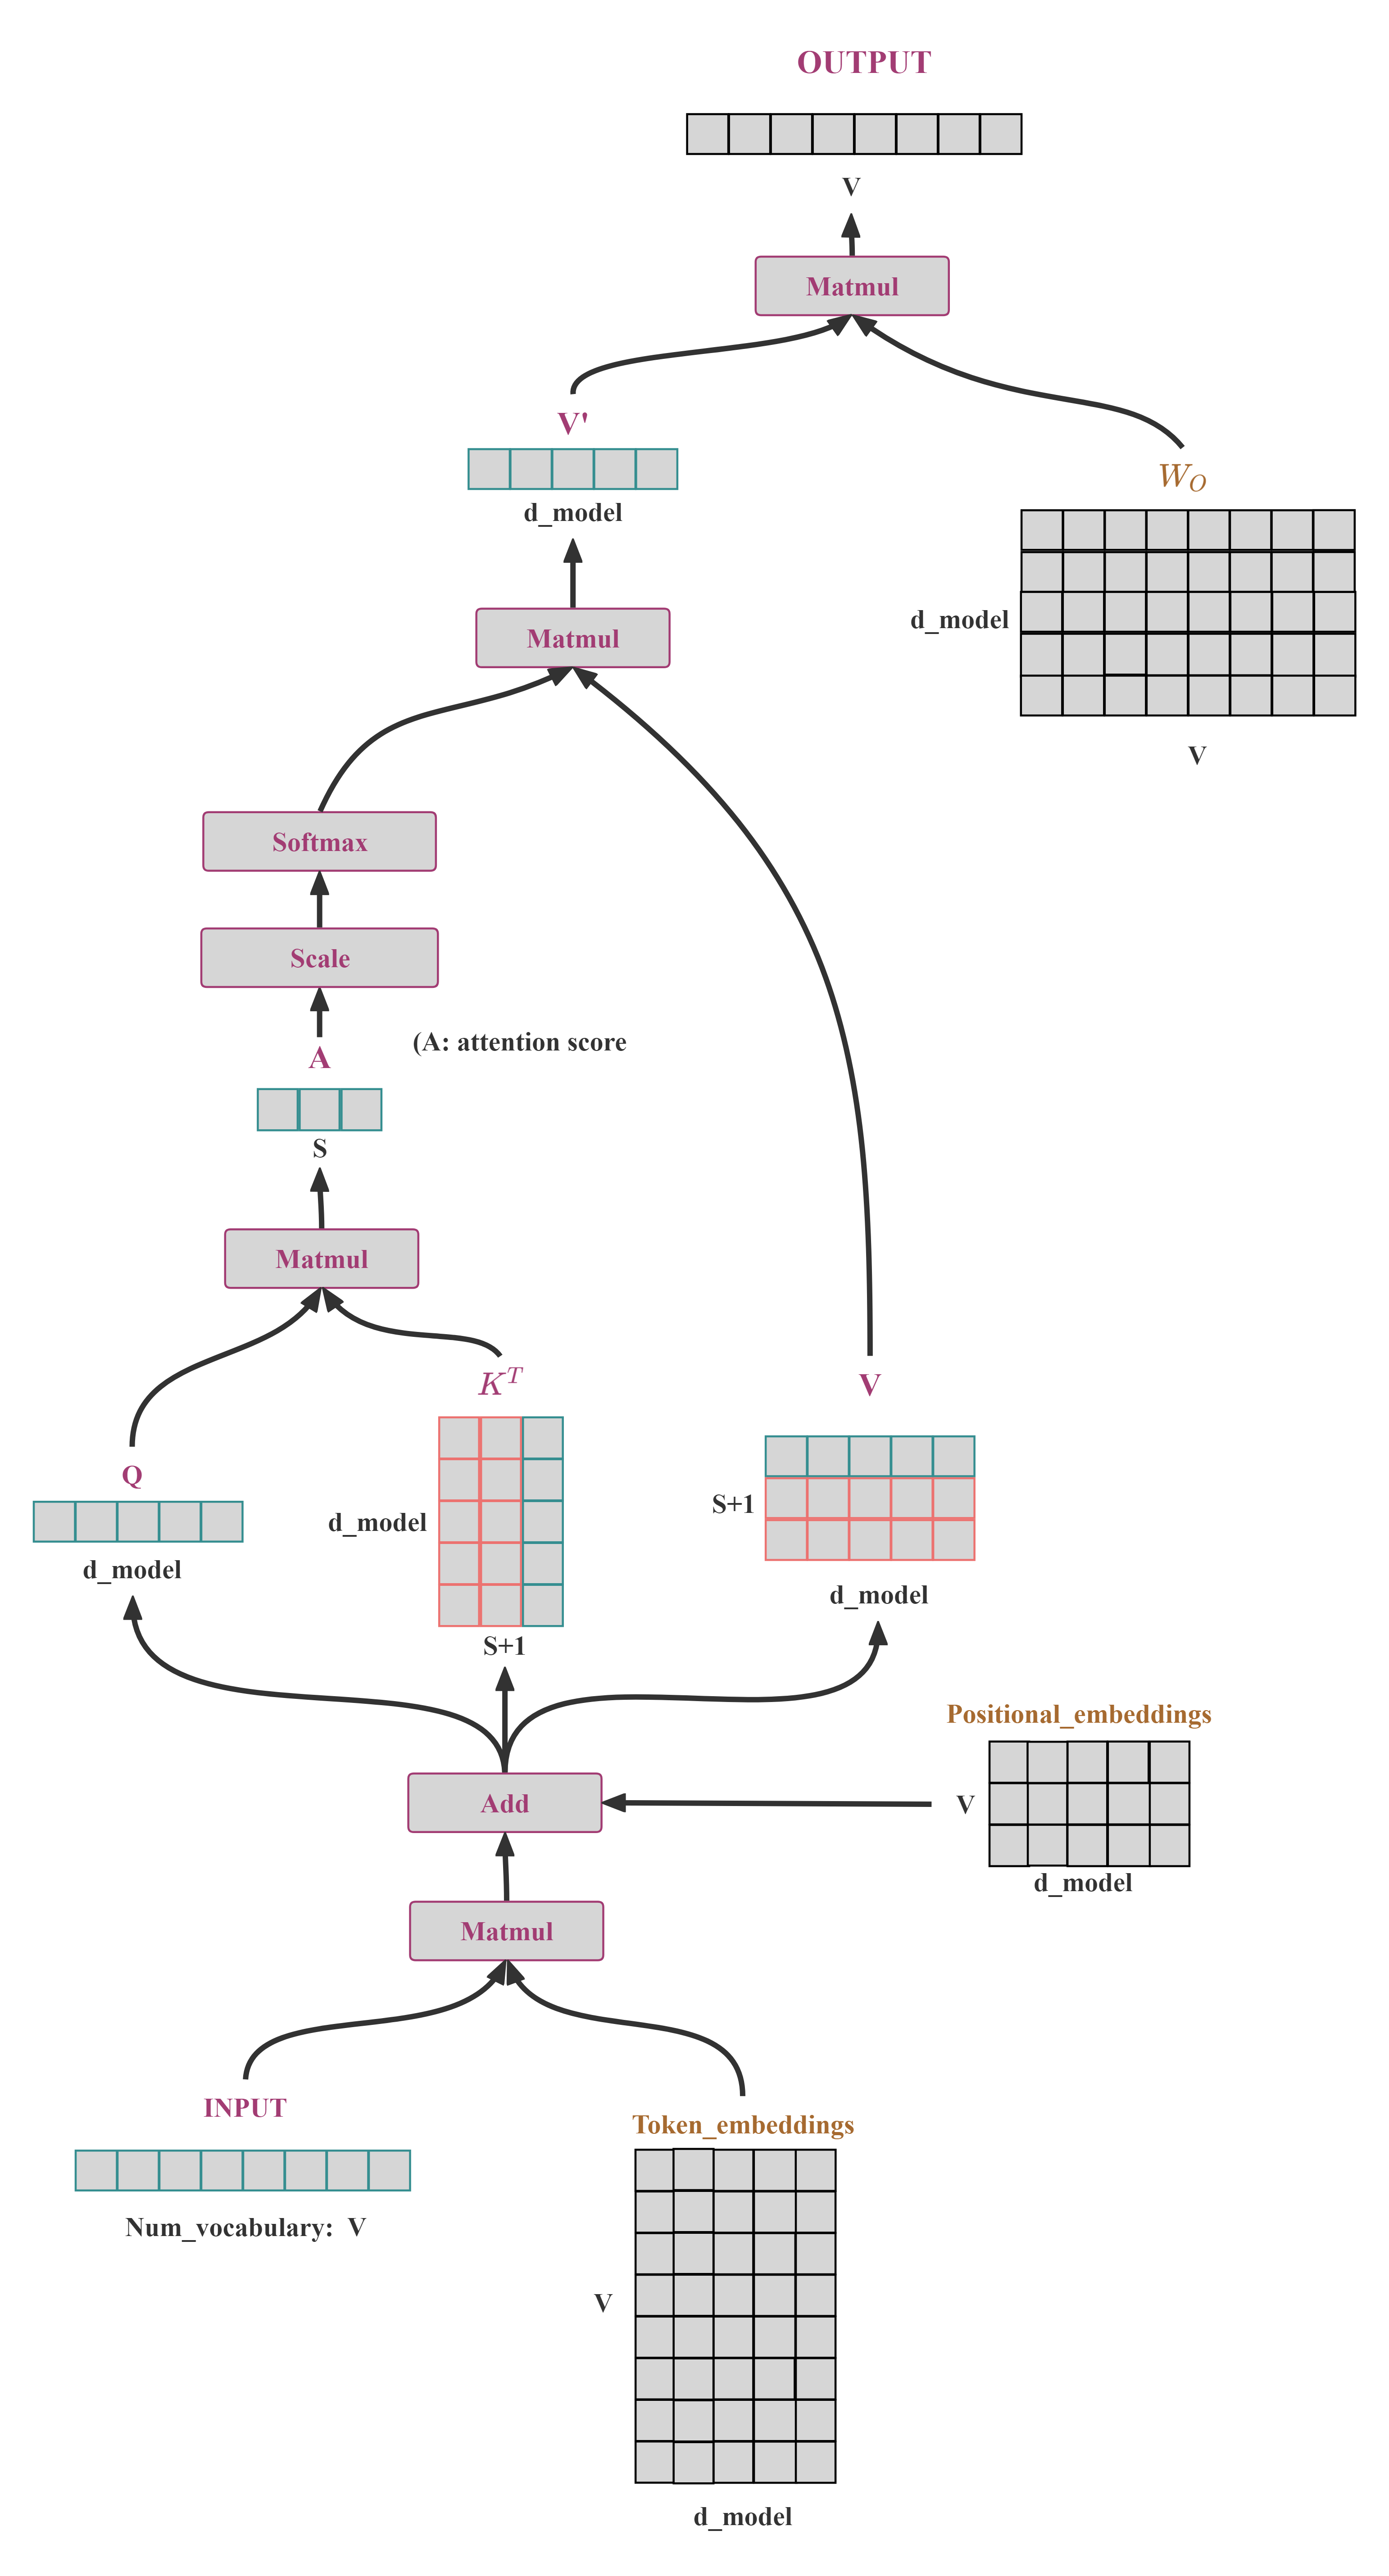 OUTPUT
V
Matmul
V'
d_model
W_O
d_model
V
Matmul
Softmax
Scale
(A: attention score
A
S
Matmul
K^T
V
Q
d_model
d_model
S+1
S+1
d_model
Positional_embeddings
V
d_model
Add
Matmul
INPUT
Num_vocabulary: V
Token_embeddings
V
d_model